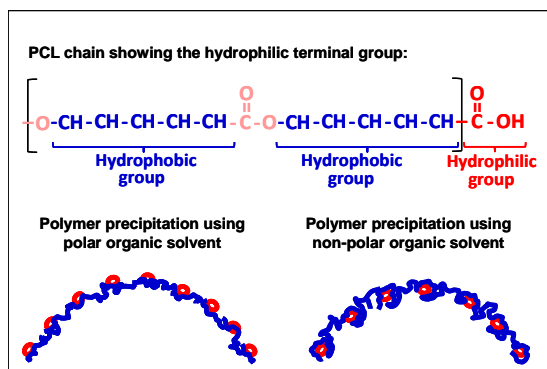 PCL chain showing the hydrophilic terminal group:
O O
-O-CH-CH-CH-CH-CH-C-O-CH-CH-CH-CH-CH-C-OH
Hydrophobic group Hydrophobic group Hydrophilic group
Polymer precipitation using polar organic solvent
Polymer precipitation using non-polar organic solvent